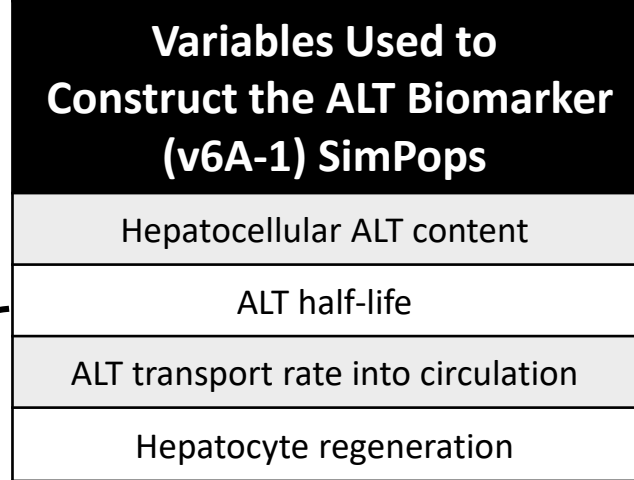 Variables Used to
Construct the ALT Biomarker
(v6A-1) SimPops
Hepatocellular ALT content
ALT half-life
ALT transport rate into circulation
Hepatocyte regeneration